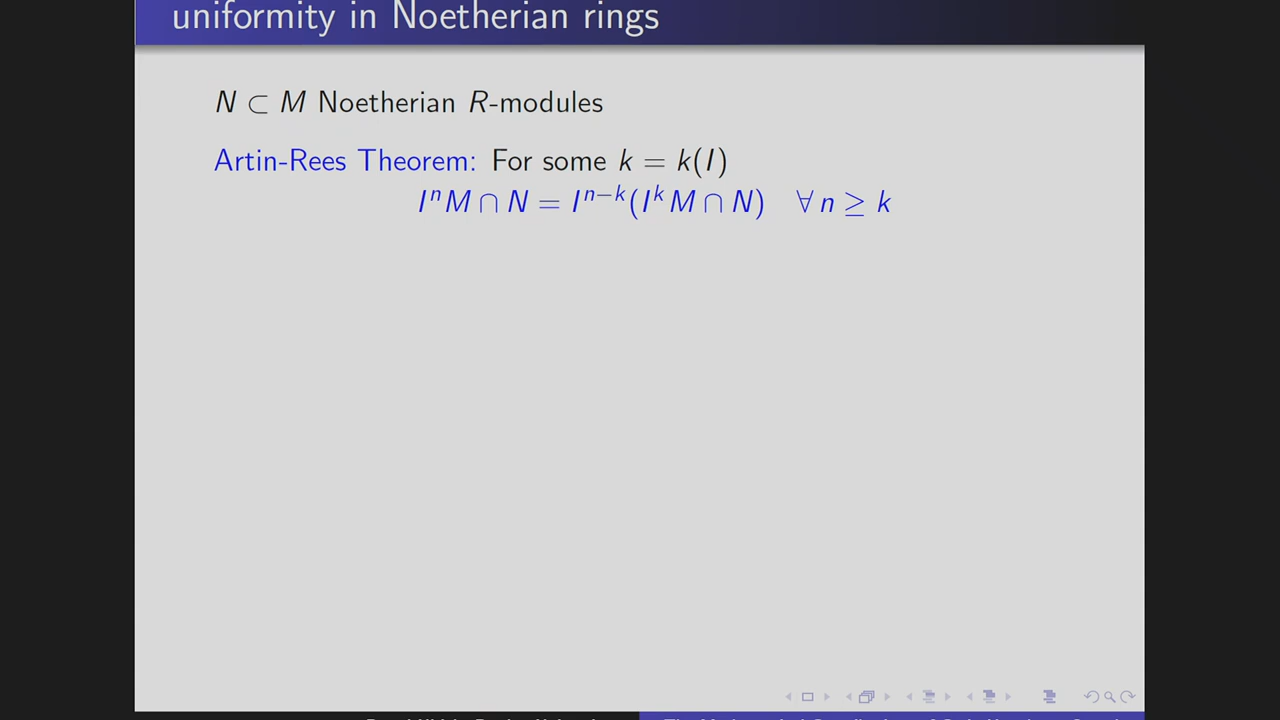 uniformity in Noetherian rings
N ⊂ M Noetherian R-modules
Artin-Rees Theorem: For some k = k(I)
IⁿM ∩ N = Iⁿ⁻ᵏ(IᵏM ∩ N) ∀ n ≥ k